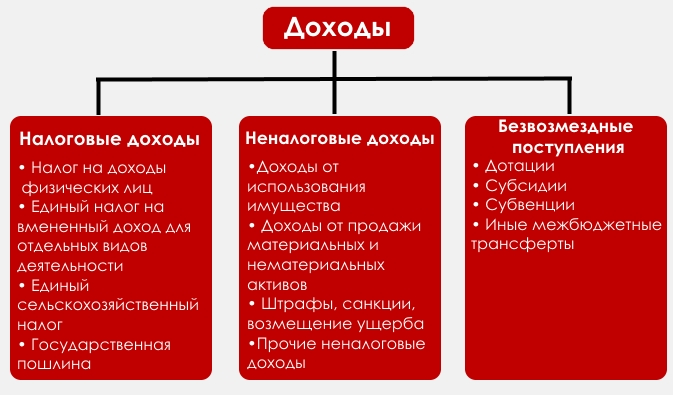 Доходы
Налоговые доходы
• Налог на доходы
физических лиц
• Единый налог на
вмененный доход для
отдельных видов
деятельности
• Единый
сельскохозяйственный
налог
• Государственная
пошлина
Неналоговые доходы
•Доходы от
использования
имущества
• Доходы от продажи
материальных и
нематериальных
активов
• Штрафы, санкции,
возмещение ущерба
•Прочие неналоговые
доходы
Безвозмездные
поступления
• Дотации
• Субсидии
• Субвенции
• Иные межбюджетные
трансферты